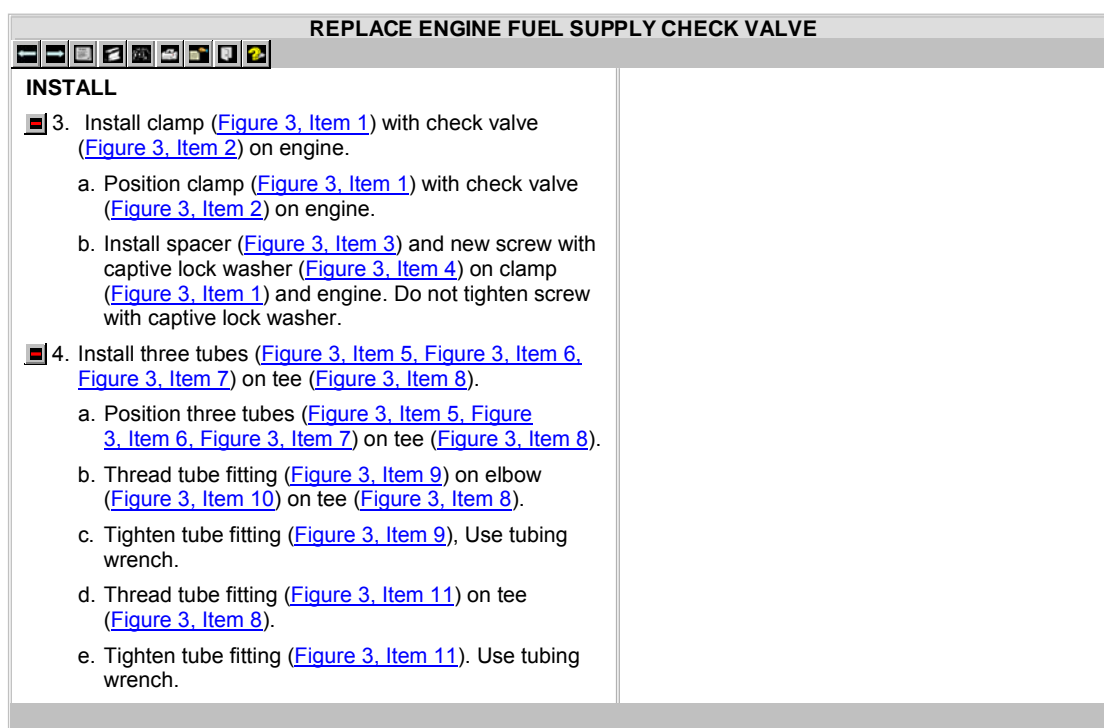 REPLACE ENGINE FUEL SUPPLY CHECK VALVE
INSTALL
3. Install clamp (Figure 3, Item 1) with check valve
(Figure 3, Item 2) on engine.
a. Position clamp (Figure 3, Item 1) with check valve
(Figure 3, Item 2) on engine.
b. Install spacer (Figure 3, Item 3) and new screw with
captive lock washer (Figure 3, Item 4) on clamp
(Figure 3, Item 1) and engine. Do not tighten screw
with captive lock washer.
4. Install three tubes (Figure 3, Item 5, Figure 3, Item 6,
Figure 3, Item 7) on tee (Figure 3, Item 8).
a. Position three tubes (Figure 3, Item 5, Figure
3, Item 6, Figure 3, Item 7) on tee (Figure 3, Item 8).
b. Thread tube fitting (Figure 3, Item 9) on elbow
(Figure 3, Item 10) on tee (Figure 3, Item 8).
c. Tighten tube fitting (Figure 3, Item 9), Use tubing
wrench.
d. Thread tube fitting (Figure 3, Item 11) on tee
(Figure 3, Item 8).
e. Tighten tube fitting (Figure 3, Item 11). Use tubing
wrench.